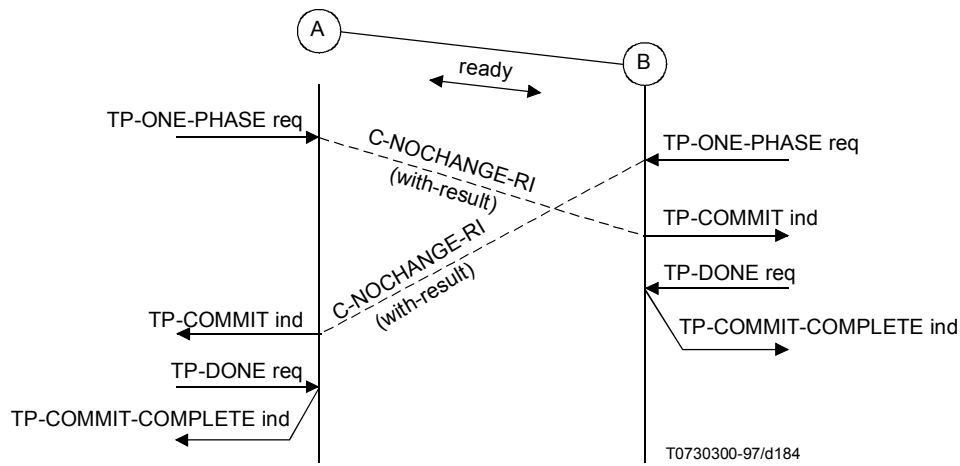 A
B
ready
TP-ONE-PHASE req
C-NOCHANGE-RI
(with-result)
TP-ONE-PHASE req
TP-COMMIT ind
C-NOCHANGE-RI
(with-result)
TP-DONE req
TP-COMMIT ind
TP-COMMIT-COMPLETE ind
TP-DONE req
TP-COMMIT-COMPLETE ind
T0730300-97/d184